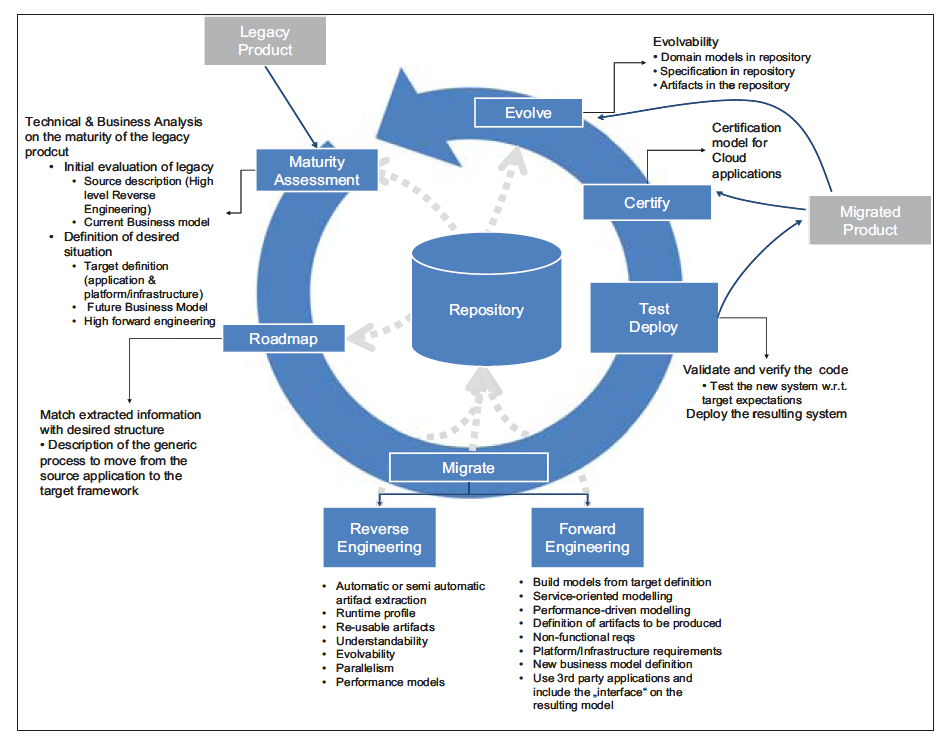 Legacy
Product
Evolvability
• Domain models in repository
• Specification in repository
• Artifacts in the repository
Evolve
Technical & Business Analysis
on the maturity of the legacy
prodcut
• Initial evaluation of legacy
• Source description (High
level Reverse
Engineering)
• Current Business model
• Definition of desired
situation
• Target definition
(application &
platform/infrastructure)
• Future Business Model
• High forward engineering
Maturity
Assessment
Certification
model for
Cloud
applications
Certify
Migrated
Product
Repository
Test
Deploy
Roadmap
Validate and verify the code
• Test the new system w.r.t.
target expectations
Deploy the resulting system
Match extracted information
with desired structure
• Description of the generic
process to move from the
source application to the
target framework
Migrate
Reverse
Engineering
• Automatic or semi automatic
artifact extraction
• Runtime profile
• Re-usable artifacts
• Understandability
• Evolvability
• Parallelism
• Performance models
Forward
Engineering
• Build models from target definition
• Service-oriented modelling
• Performance-driven modelling
• Definition of artifacts to be produced
• Non-functional reqs
• Platform/Infrastructure requirements
• New business model definition
• Use 3rd party applications and
include the „interface“ on the
resulting model